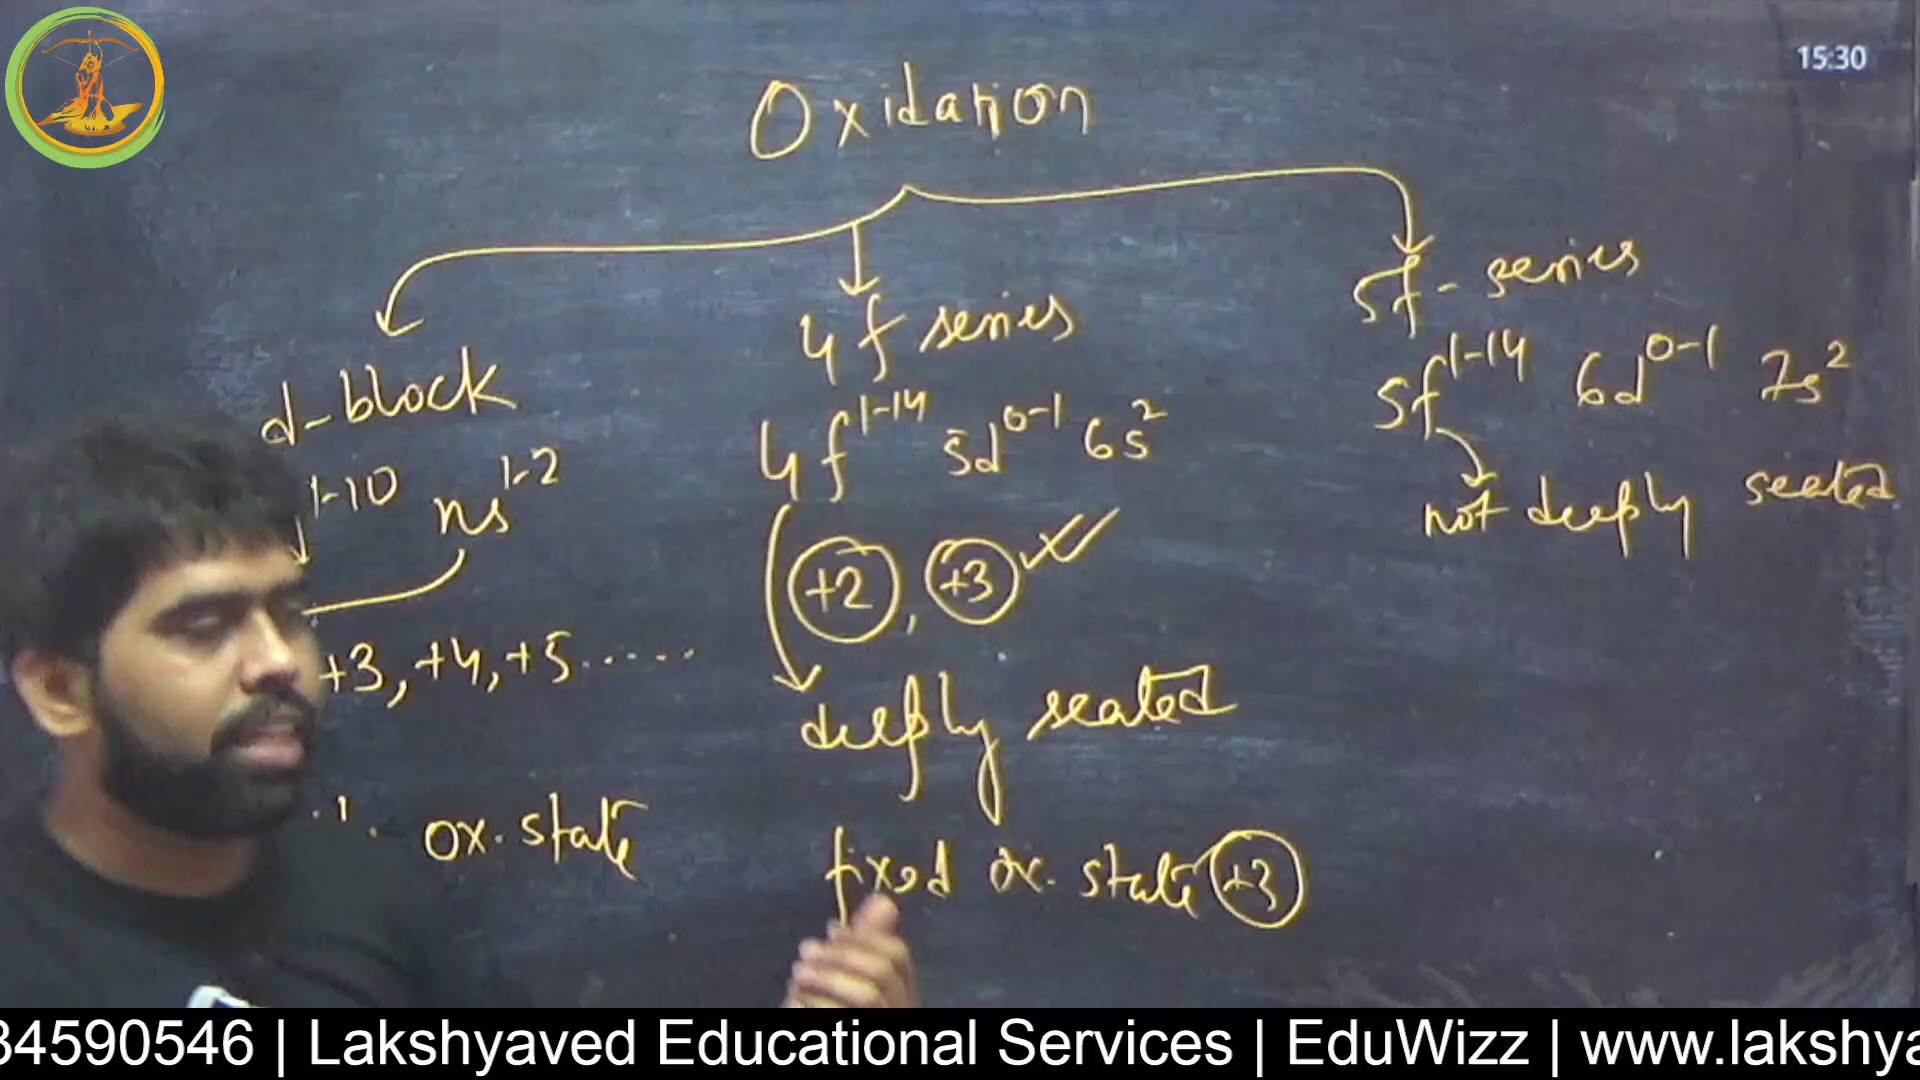 15:30
Oxidation
d-block
1-10 ns1-2
+3, +4, +5......
ox. state
4f series
4f1-14 5d0-1 6s2
+2, +3
deeply seated
fixed ox. state +3
5f-series
5f1-14 6d0-1 7s2
not deeply seated
34590546 | Lakshyaved Educational Services | EduWizz | www.lakshya